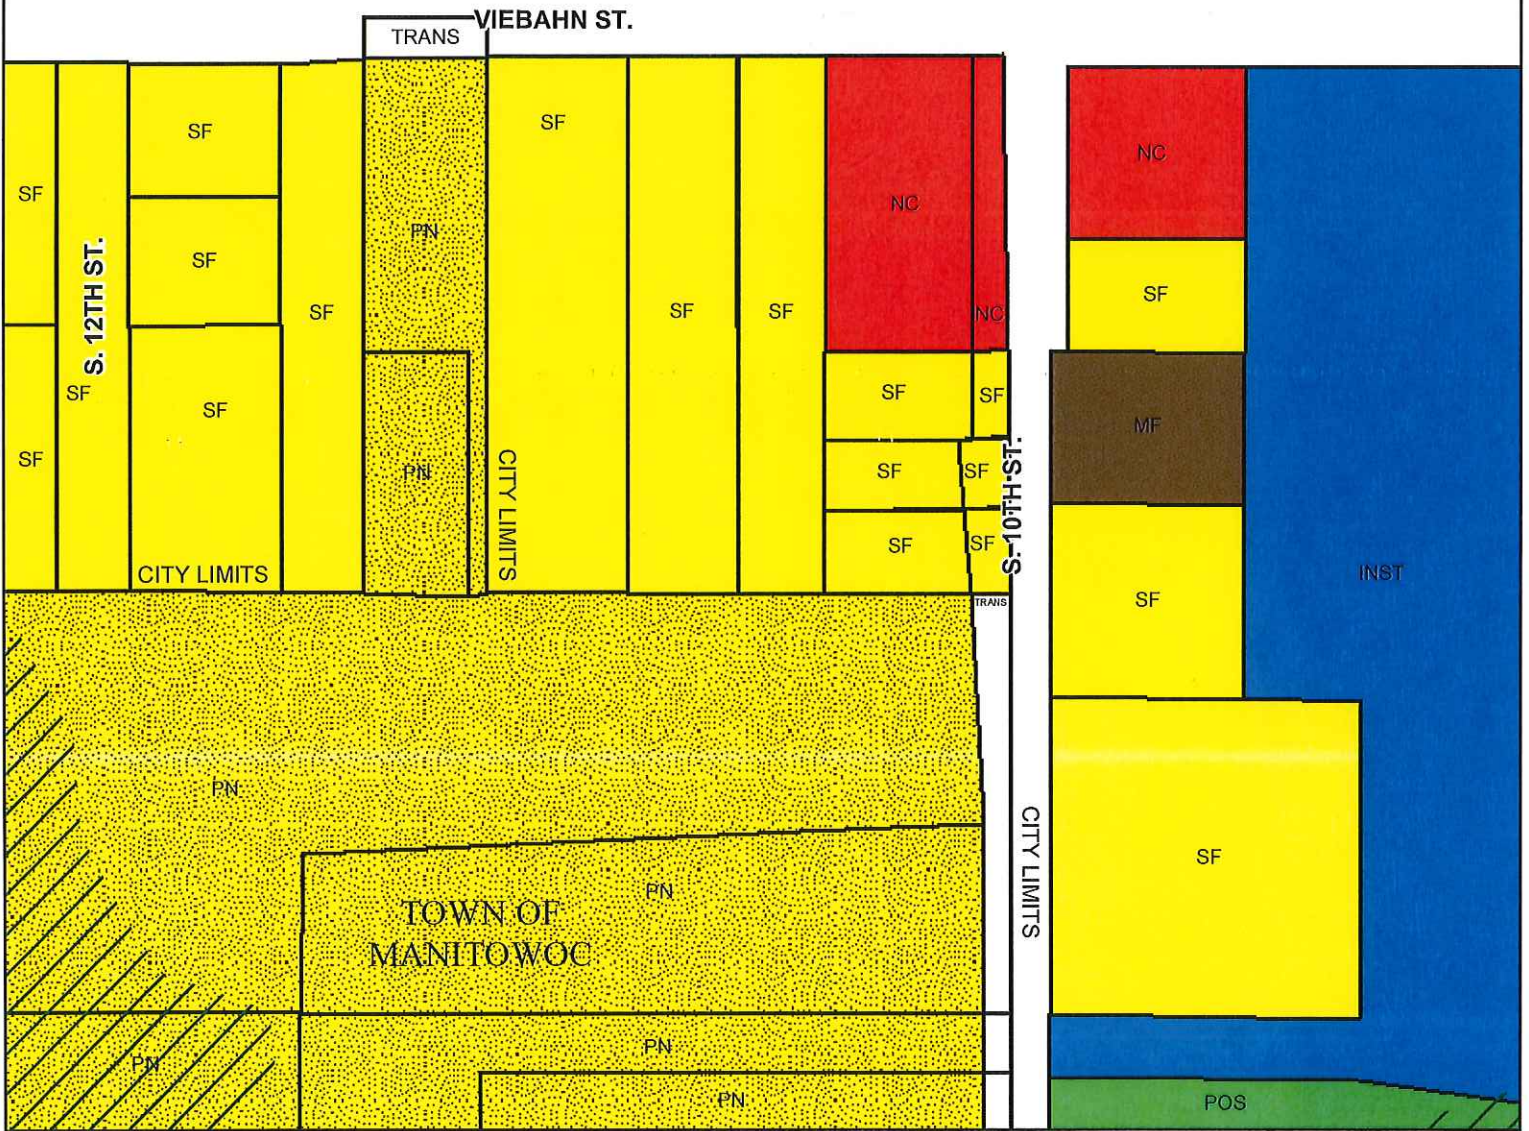 VIEBAHN ST.
TRANS
SF
SF
NC
NC
SF
SF
PN
SF
SF
SF
SF
SF
NC
S. 12TH ST.
SF
SF
SF
SF
MF
SF
PN
SF
SF
CITY LIMITS
S. 10TH ST.
SF
SF
CITY LIMITS
INST
SF
TRANS
PN
CITY LIMITS
SF
PN
TOWN OF
MANITOWOC
PN
PN
PN
POS